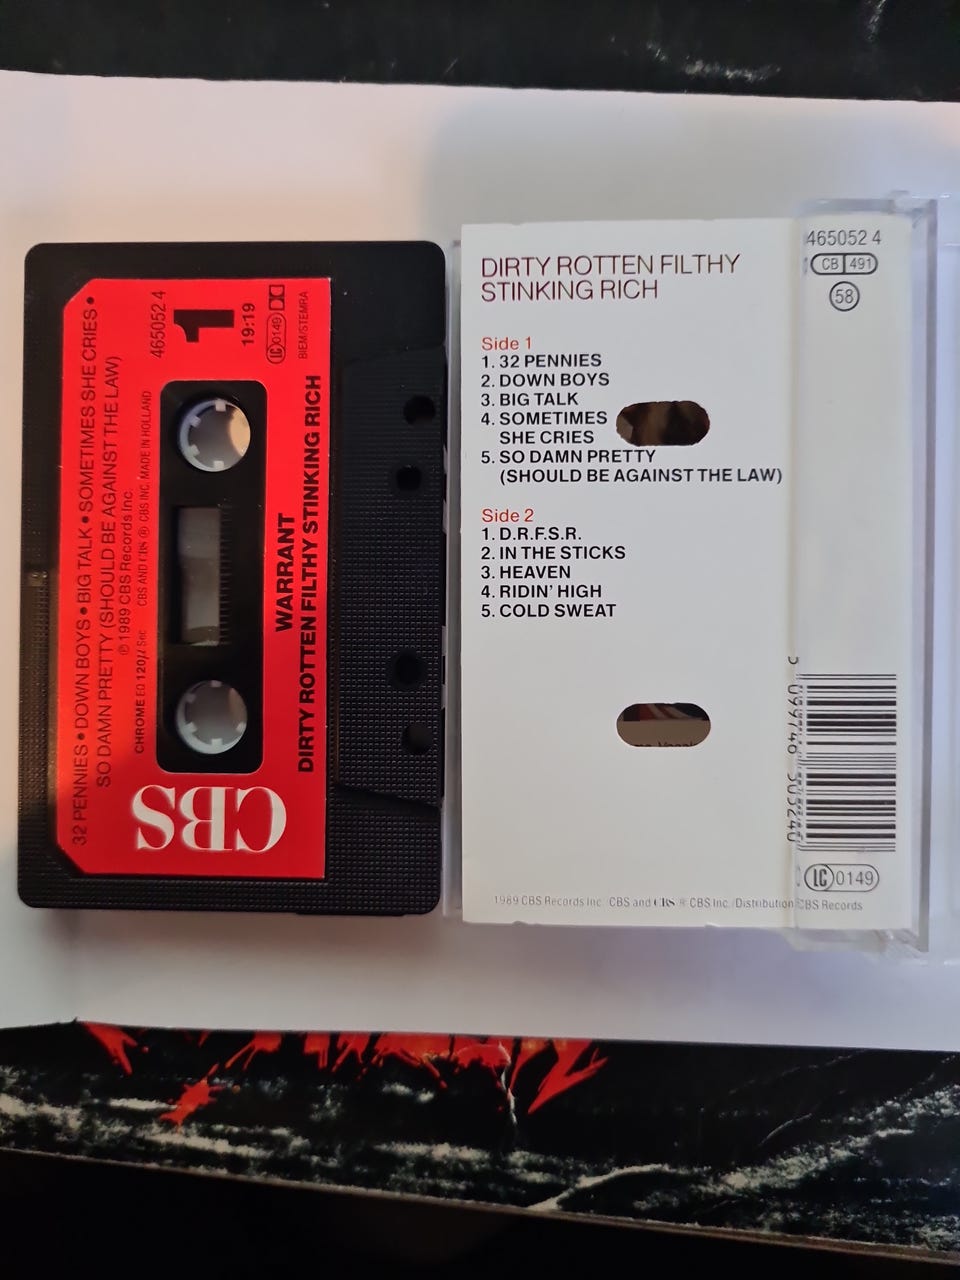 32 PENNIES • DOWN BOYS • BIG TALK • SOMETIMES SHE CRIES •
SO DAMN PRETTY (SHOULD BE AGAINST THE LAW)
℗ 1989 CBS Records Inc.
CHROME EQ 120µ Sec CBS AND CBS ® CBS INC. MADE IN HOLLAND
465052 4
1
19:19
LC 0149
BIEM/STEMRA
WARRANT
DIRTY ROTTEN FILTHY STINKING RICH
CBS
DIRTY ROTTEN FILTHY
STINKING RICH
Side 1
1. 32 PENNIES
2. DOWN BOYS
3. BIG TALK
4. SOMETIMES
SHE CRIES
5. SO DAMN PRETTY
(SHOULD BE AGAINST THE LAW)
Side 2
1. D.R.F.S.R.
2. IN THE STICKS
3. HEAVEN
4. RIDIN' HIGH
5. COLD SWEAT
1989 CBS Records Inc. /CBS and CBS ® CBS Inc. /Distribution CBS Records
465052 4
CB 491
58
5 099746 505240
LC 0149